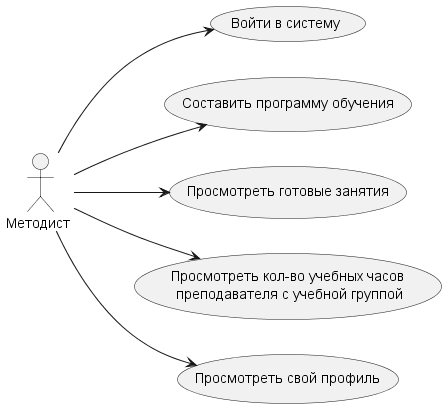 Войти в систему
Составить программу обучения
Методист
Просмотреть готовые занятия
Просмотреть кол-во учебных часов
преподавателя с учебной группой
Просмотреть свой профиль